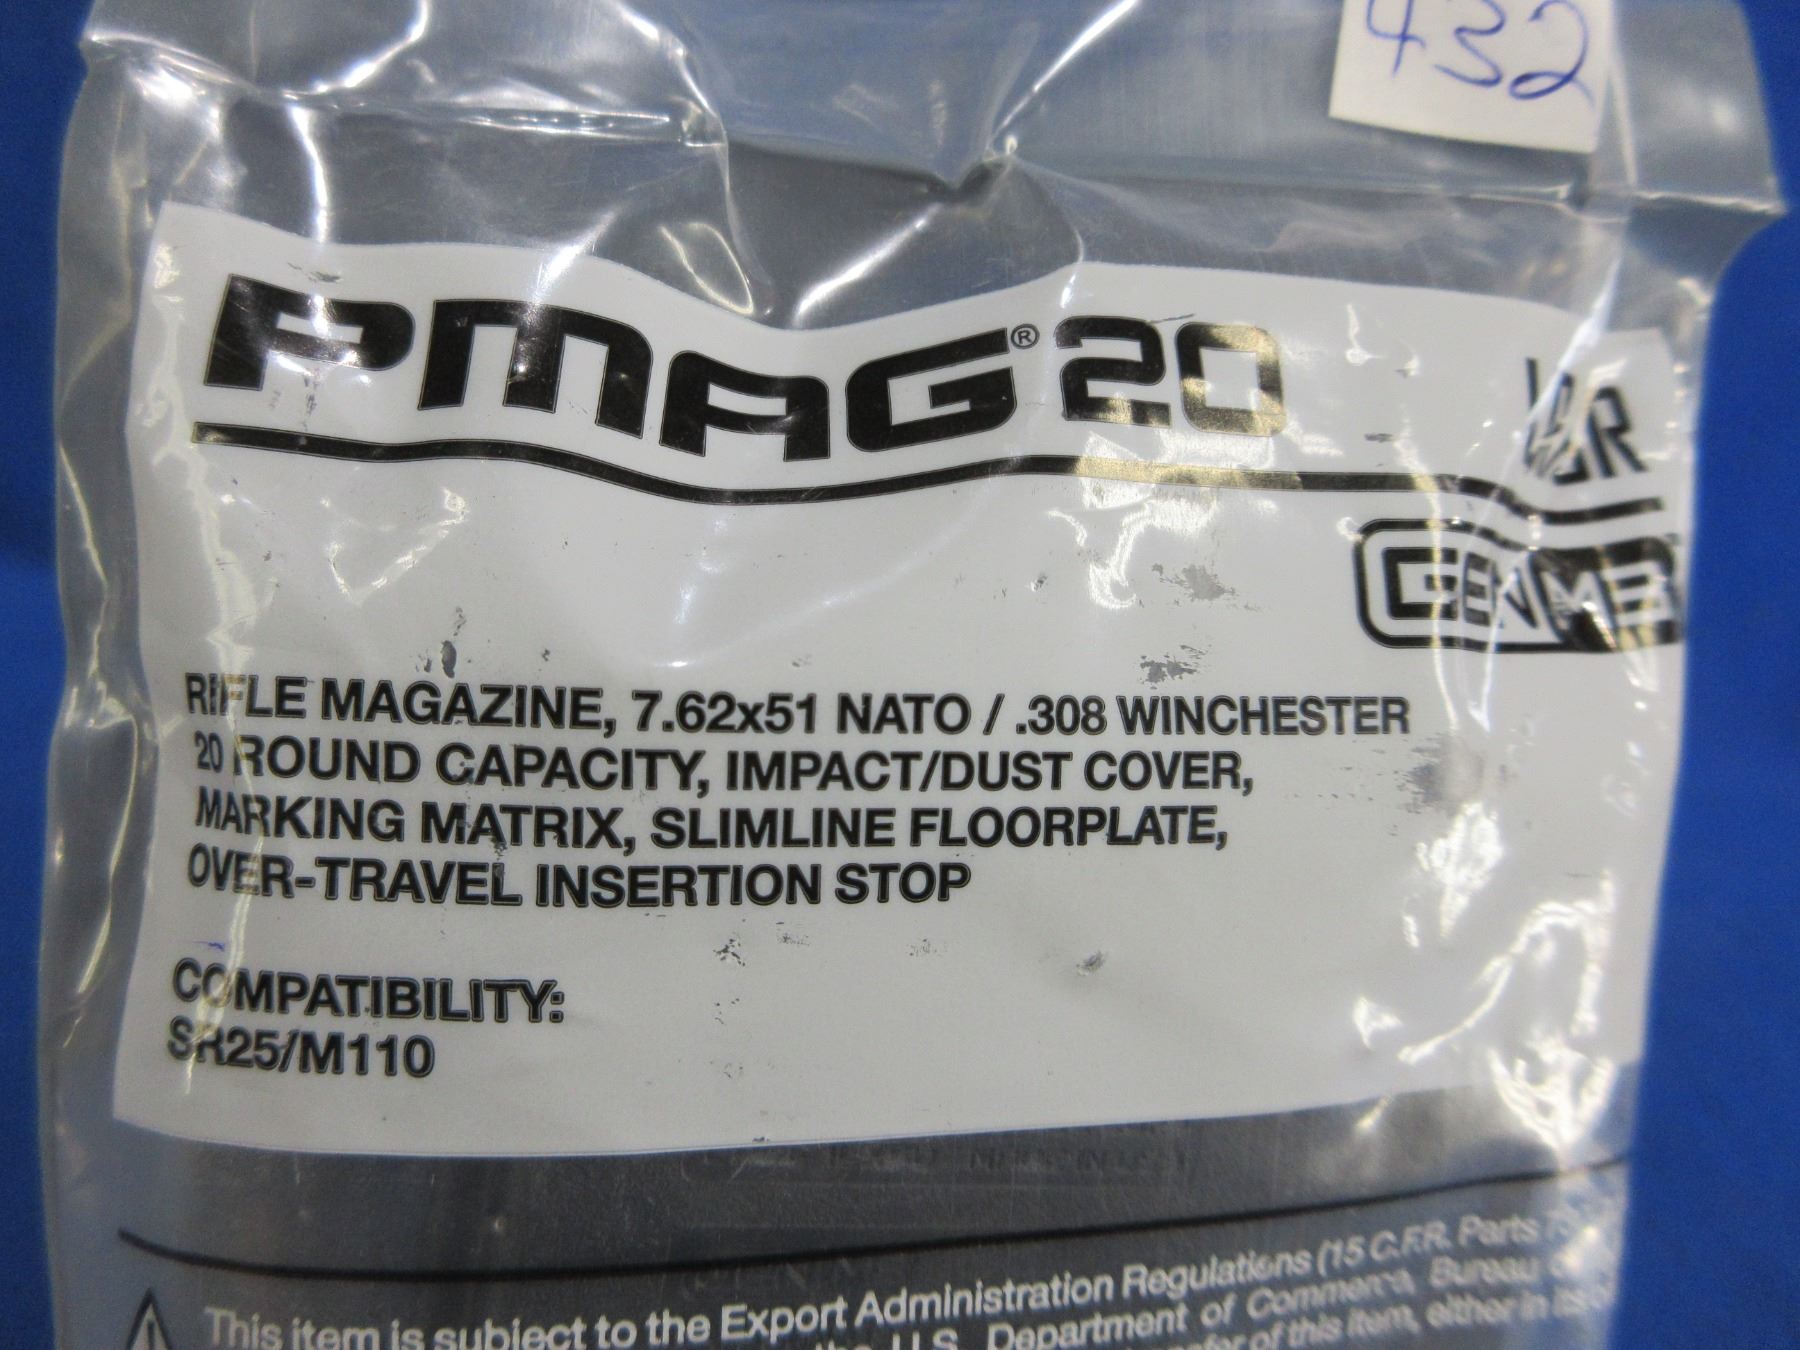 432
PMAG® 20
LR/SR
GEN M3
RIFLE MAGAZINE, 7.62x51 NATO / .308 WINCHESTER
20 ROUND CAPACITY, IMPACT/DUST COVER,
MARKING MATRIX, SLIMLINE FLOORPLATE,
OVER-TRAVEL INSERTION STOP
COMPATIBILITY:
SR25/M110
This item is subject to the Export Administration Regulations (15 C.F.R. Parts
the U.S. Department of Commerce, Bureau
of this item, either in its